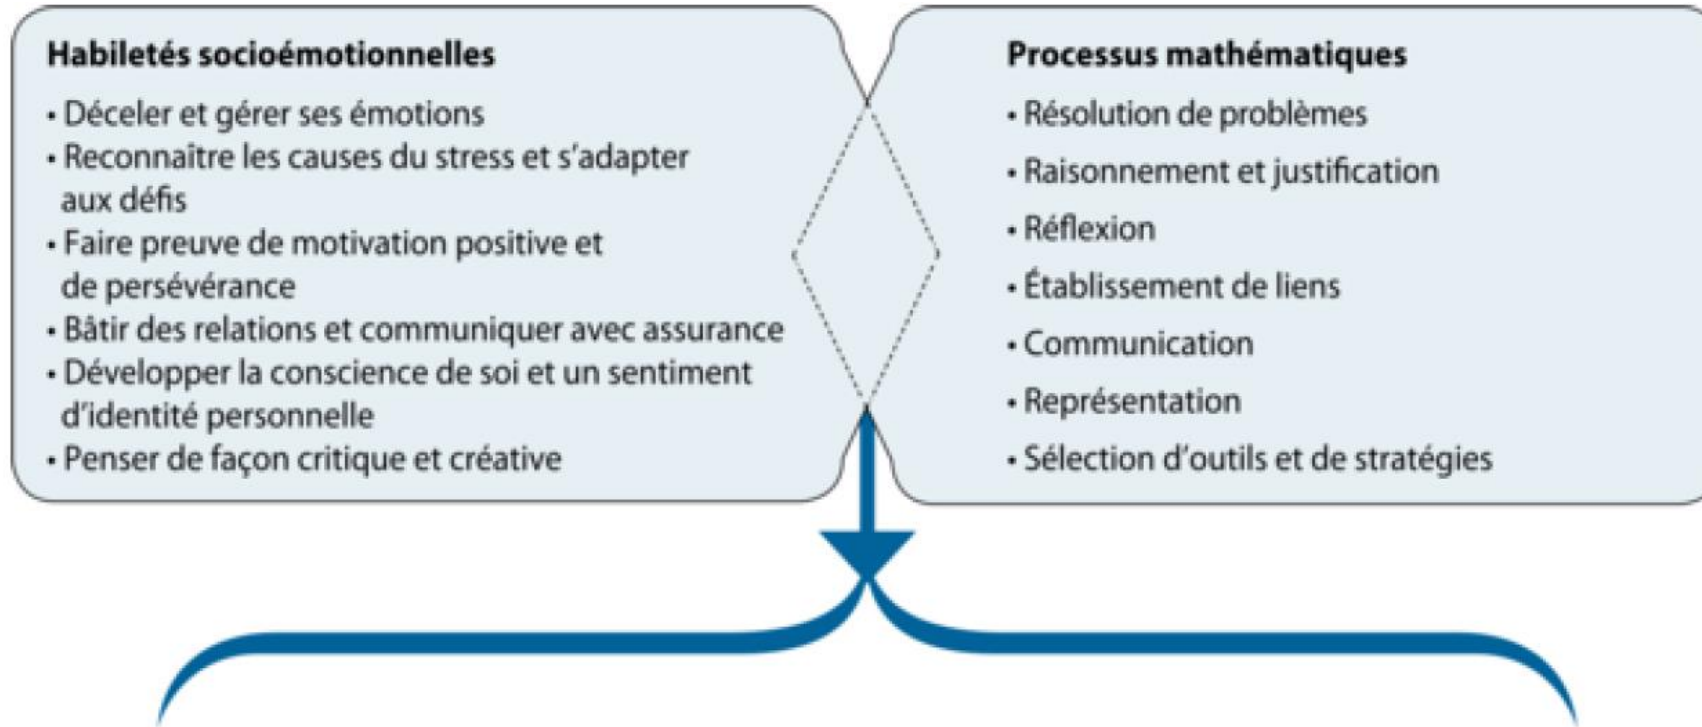 Habiletés socioémotionnelles
• Déceler et gérer ses émotions
• Reconnaître les causes du stress et s’adapter
aux défis
• Faire preuve de motivation positive et
de persévérance
• Bâtir des relations et communiquer avec assurance
• Développer la conscience de soi et un sentiment
d’identité personnelle
• Penser de façon critique et créative
Processus mathématiques
• Résolution de problèmes
• Raisonnement et justification
• Réflexion
• Établissement de liens
• Communication
• Représentation
• Sélection d’outils et de stratégies